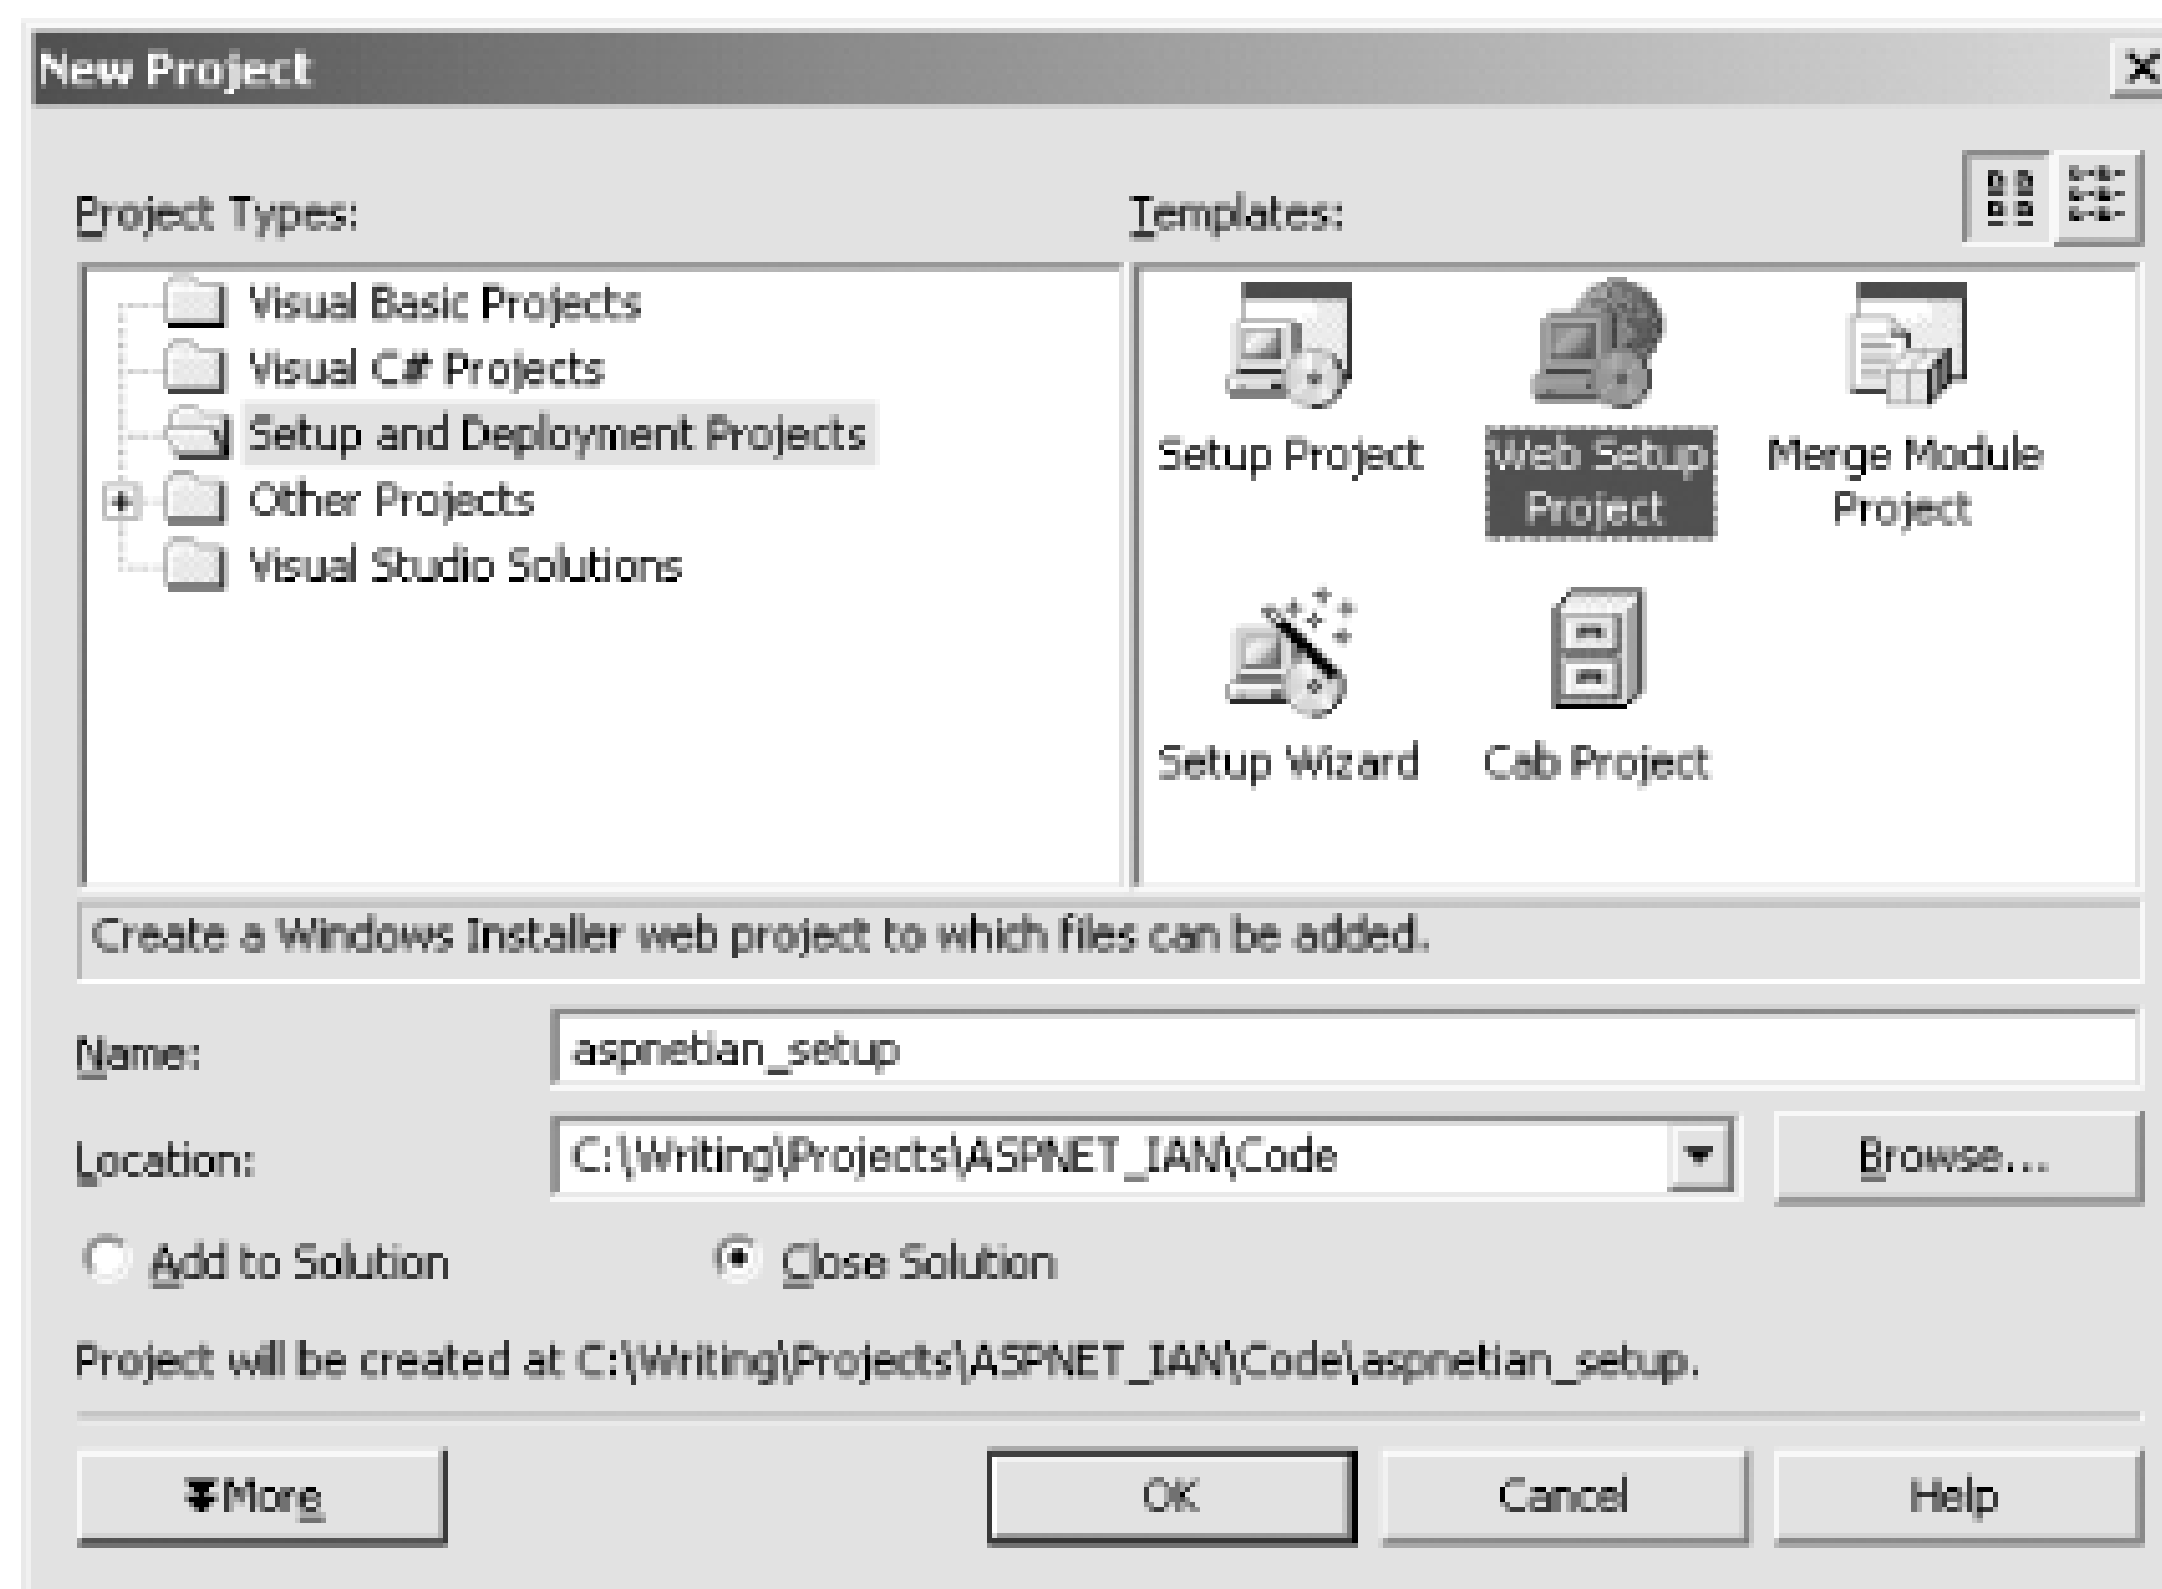 New Project
Project Types:
Templates:
Visual Basic Projects
Visual C# Projects
Setup and Deployment Projects
Other Projects
Visual Studio Solutions
Setup Project
Web Setup
Project
Merge Module
Project
Setup Wizard
Cab Project
Create a Windows Installer web project to which files can be added.
Name:
aspnetian_setup
Location:
C:\Writing\Projects\ASPNET_IAN\Code
Browse...
Add to Solution
Close Solution
Project will be created at C:\Writing\Projects\ASPNET_IAN\Code\aspnetian_setup.
More
OK
Cancel
Help